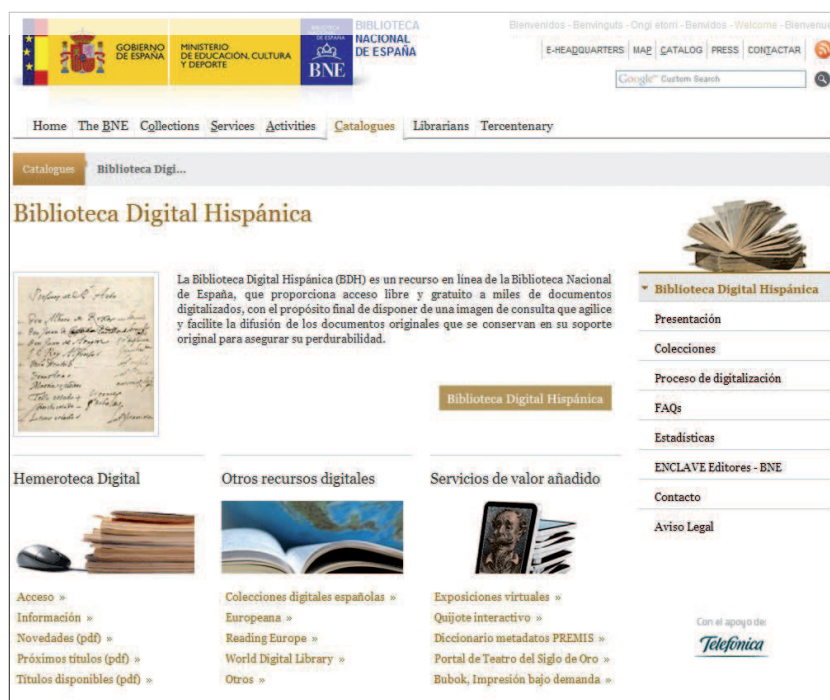 GOBIERNO
DE ESPAÑA
MINISTERIO
DE EDUCACIÓN, CULTURA
Y DEPORTE
BIBLIOTECA
NACIONAL
DE ESPAÑA
BNE
BIBLIOTECA
NACIONAL
DE ESPAÑA
Bienvenidos - Benvinguts - Ongi etorri - Benvidos - Welcome - Bienvenue
E-HEADQUARTERS MAP CATALOG PRESS CONTACTAR
Google™ Custom Search
Home The BNE Collections Services Activities Catalogues Librarians Tercentenary
Catalogues Biblioteca Digi...
Biblioteca Digital Hispánica
La Biblioteca Digital Hispánica (BDH) es un recurso en línea de la Biblioteca Nacional
de España, que proporciona acceso libre y gratuito a miles de documentos
digitalizados, con el propósito final de disponer de una imagen de consulta que agilice
y facilite la difusión de los documentos originales que se conservan en su soporte
original para asegurar su perdurabilidad.
Biblioteca Digital Hispánica
Hemeroteca Digital
Acceso »
Información »
Novedades (pdf) »
Próximos títulos (pdf) »
Títulos disponibles (pdf) »
Otros recursos digitales
Colecciones digitales españolas »
Europeana »
Reading Europe »
World Digital Library »
Otros »
Servicios de valor añadido
Exposiciones virtuales »
Quijote interactivo »
Diccionario metadatos PREMIS »
Portal de Teatro del Siglo de Oro »
Bubok, Impresión bajo demanda »
Biblioteca Digital Hispánica
Presentación
Colecciones
Proceso de digitalización
FAQs
Estadísticas
ENCLAVE Editores - BNE
Contacto
Aviso Legal
Con el apoyo de:
Telefónica